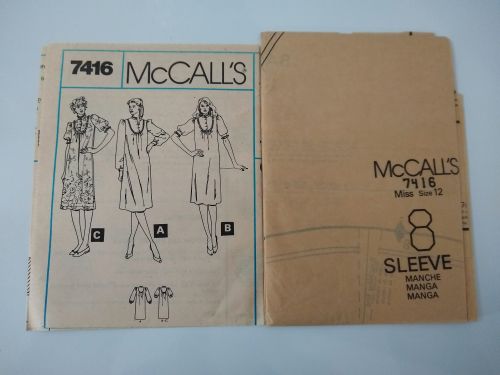 7416 McCALL'S
C A B
McCALL'S
7416
Miss Size 12
8
SLEEVE
MANCHE
MANGA
MANGA